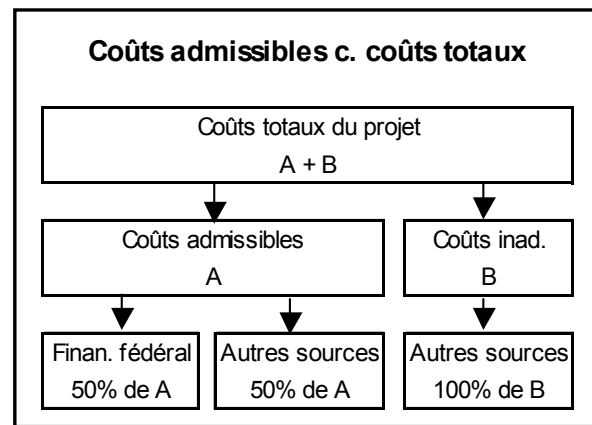 Coûts admissibles c. coûts totaux
Coûts totaux du projet
A + B
Coûts admissibles
A
Coûts inad.
B
Finan. fédéral
50% de A
Autres sources
50% de A
Autres sources
100% de B